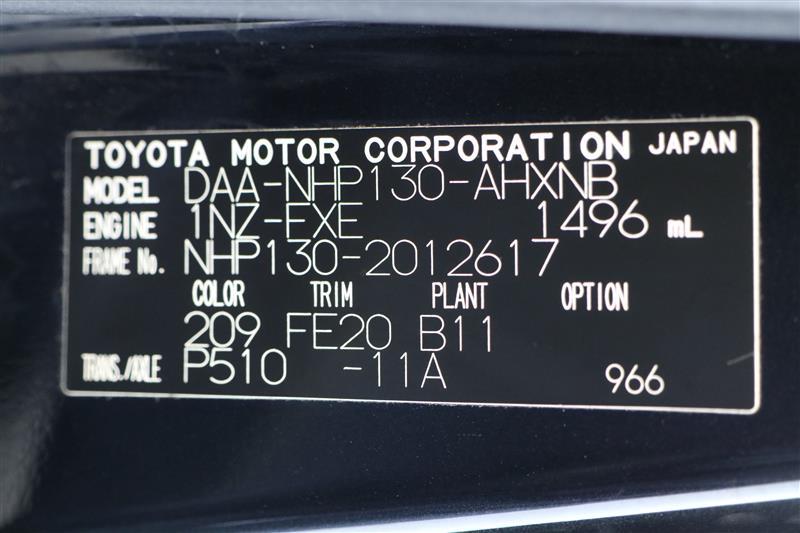 TOYOTA MOTOR CORPORATION JAPAN
MODEL DAA-NHP130-AHXNB
ENGINE 1NZ-FXE 1496 mL
FRAME No. NHP130-2012617
COLOR TRIM PLANT OPTION
209 FE20 B11
TRANS./AXLE P510 -11A 966